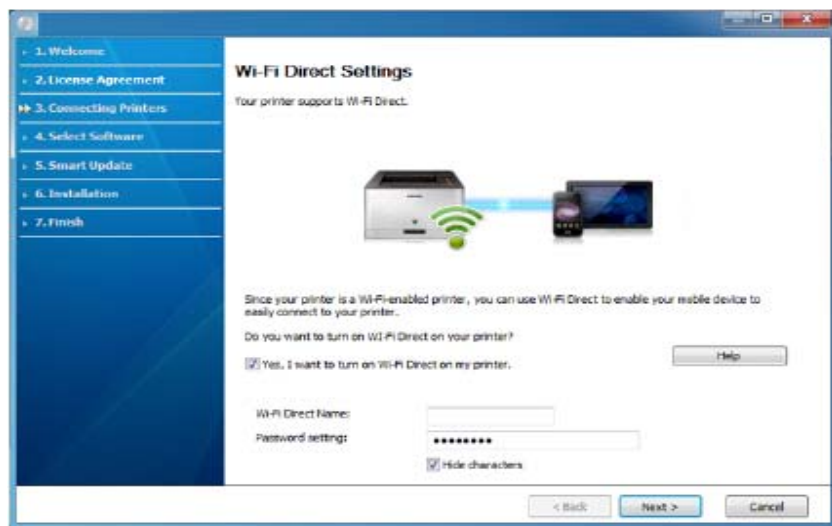 1. Welcome
2. License Agreement
3. Connecting Printers
4. Select Software
5. Smart Update
6. Installation
7. Finish
Wi-Fi Direct Settings
Your printer supports Wi-Fi Direct.
Since your printer is a Wi-Fi-enabled printer, you can use Wi-Fi Direct to enable your mobile device to
easily connect to your printer.
Do you want to turn on Wi-Fi Direct on your printer?
Yes, I want to turn on Wi-Fi Direct on my printer.
Help
Wi-Fi Direct Name:
Password setting:
••••••••
Hide characters
< Back
Next >
Cancel